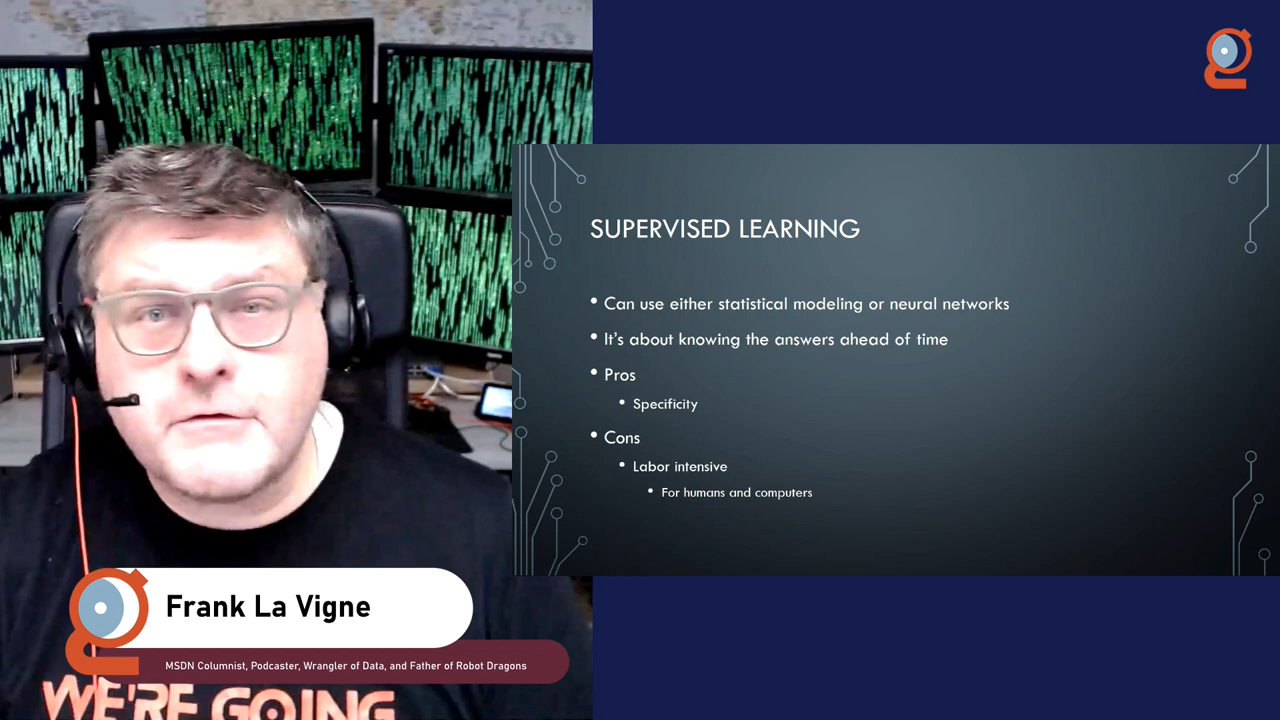 SUPERVISED LEARNING
• Can use either statistical modeling or neural networks
• It's about knowing the answers ahead of time
• Pros
• Specificity
• Cons
• Labor intensive
• For humans and computers
Frank La Vigne
MSDN Columnist, Podcaster, Wrangler of Data, and Father of Robot Dragons
WE'RE GOING